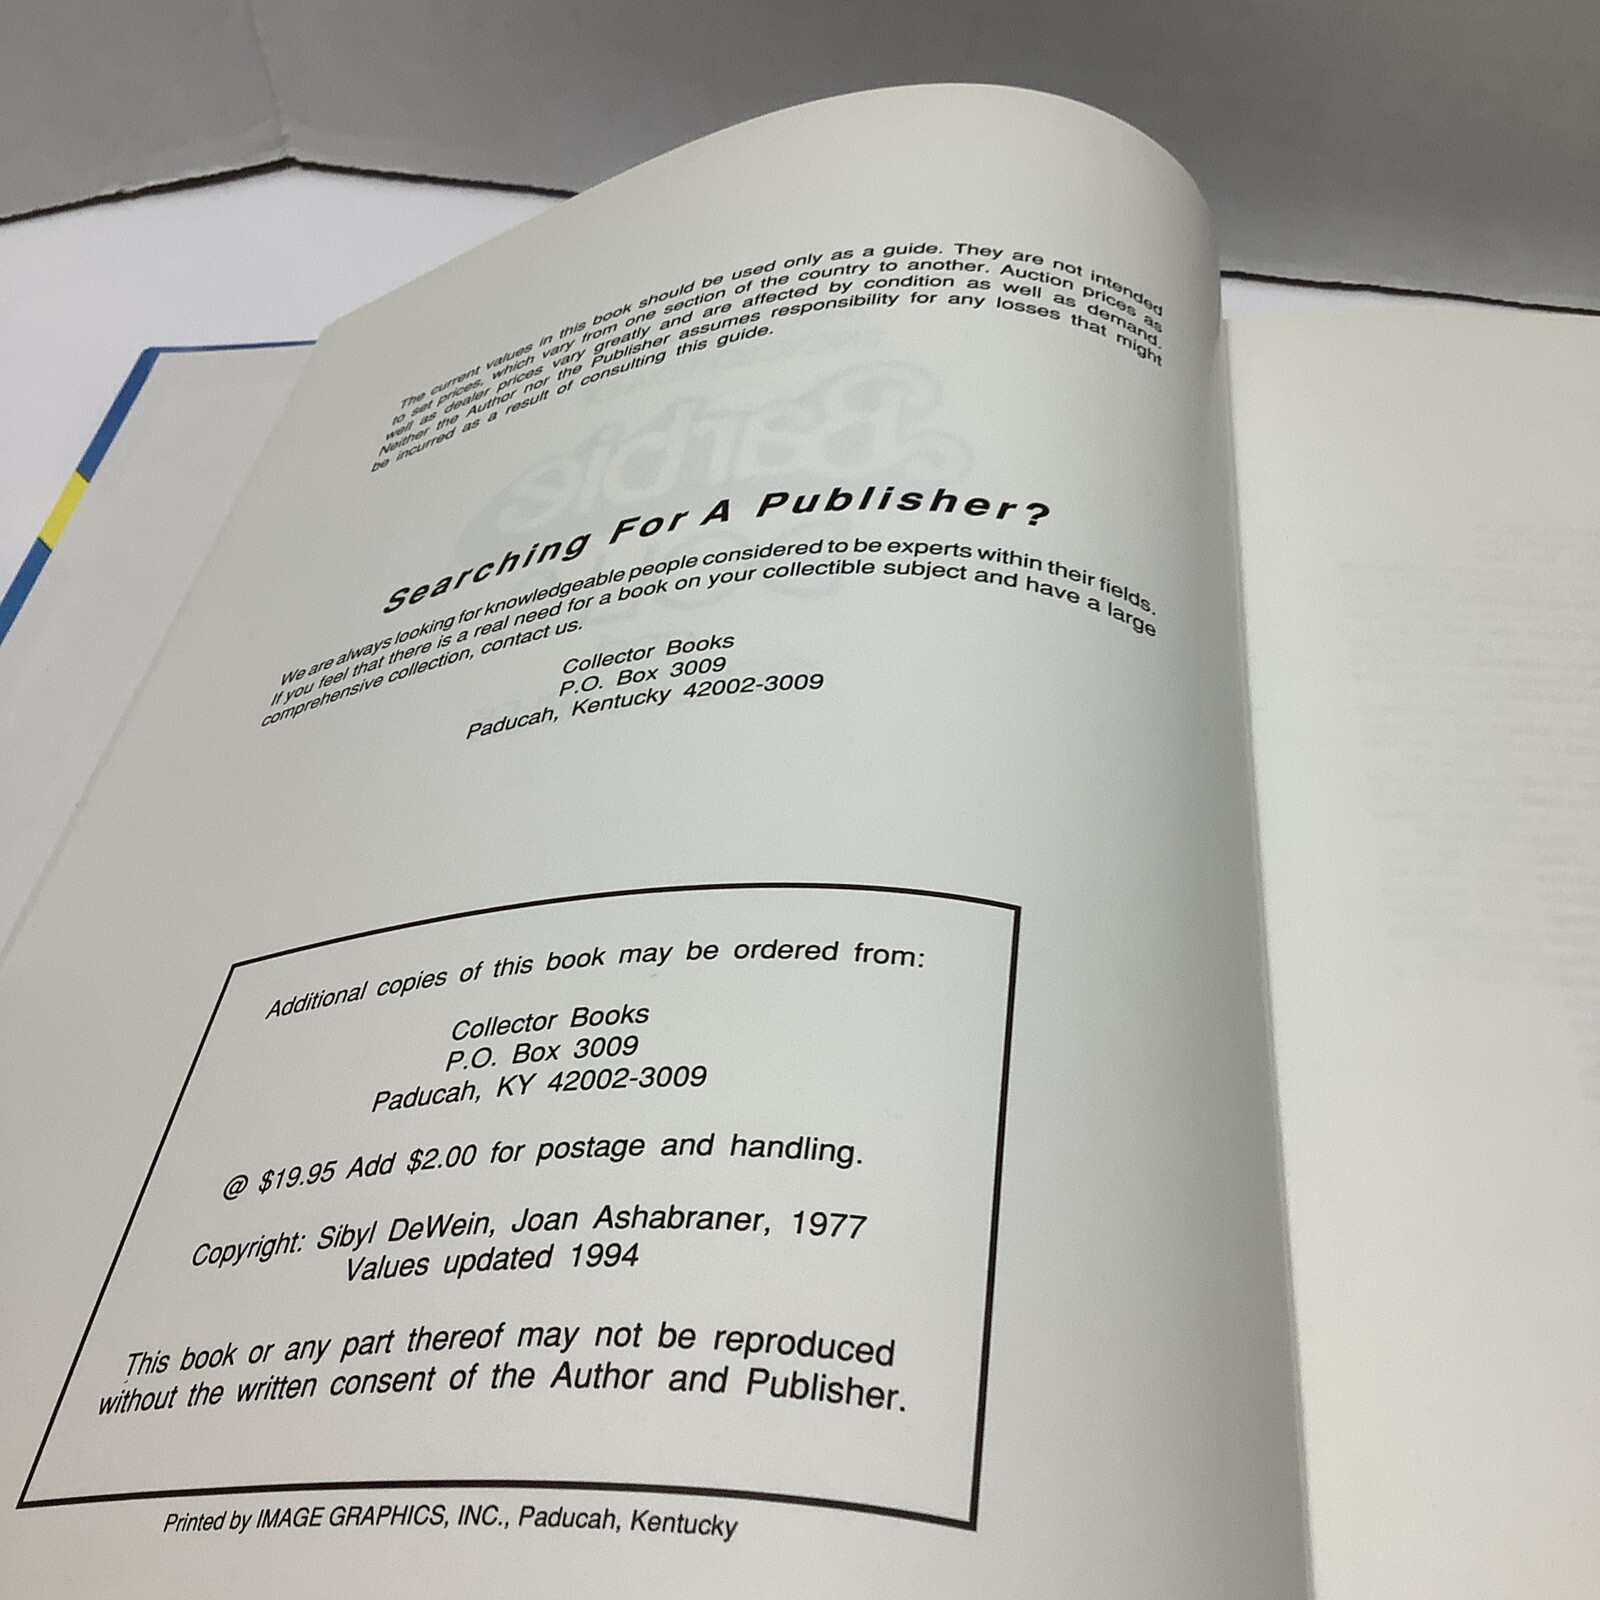 The current values in this book should be used only as a guide. They are not intended
to set prices, which vary from one section of the country to another. Auction prices as
well as dealer prices vary greatly and are affected by condition as well as demand.
Neither the Author nor the Publisher assumes responsibility for any losses that might
be incurred as a result of consulting this guide.
Searching For A Publisher?
We are always looking for knowledgeable people considered to be experts within their fields.
If you feel that there is a real need for a book on your collectible subject and have a large
comprehensive collection, contact us.
Collector Books
P.O. Box 3009
Paducah, Kentucky 42002-3009
Additional copies of this book may be ordered from:
Collector Books
P.O. Box 3009
Paducah, KY 42002-3009
@ $19.95 Add $2.00 for postage and handling.
Copyright: Sibyl DeWein, Joan Ashabraner, 1977
Values updated 1994
This book or any part thereof may not be reproduced
without the written consent of the Author and Publisher.
Printed by IMAGE GRAPHICS, INC., Paducah, Kentucky